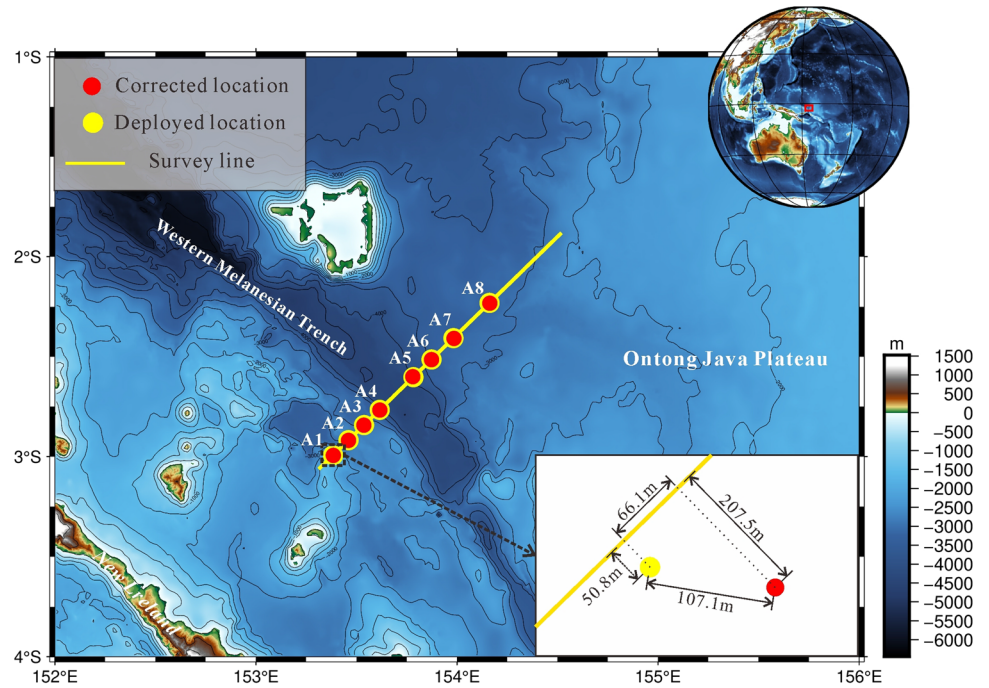 1°S
2°S
3°S
4°S
152°E
153°E
154°E
155°E
156°E
Corrected location
Deployed location
Survey line
Western Melanesian Trench
A8
A7
A6
A5
A4
A3
A2
A1
Ontong Java Plateau
New Ireland
66.1m
207.5m
50.8m
107.1m
m
1500
1000
500
0
-500
-1000
-1500
-2000
-2500
-3000
-3500
-4000
-4500
-5000
-5500
-6000